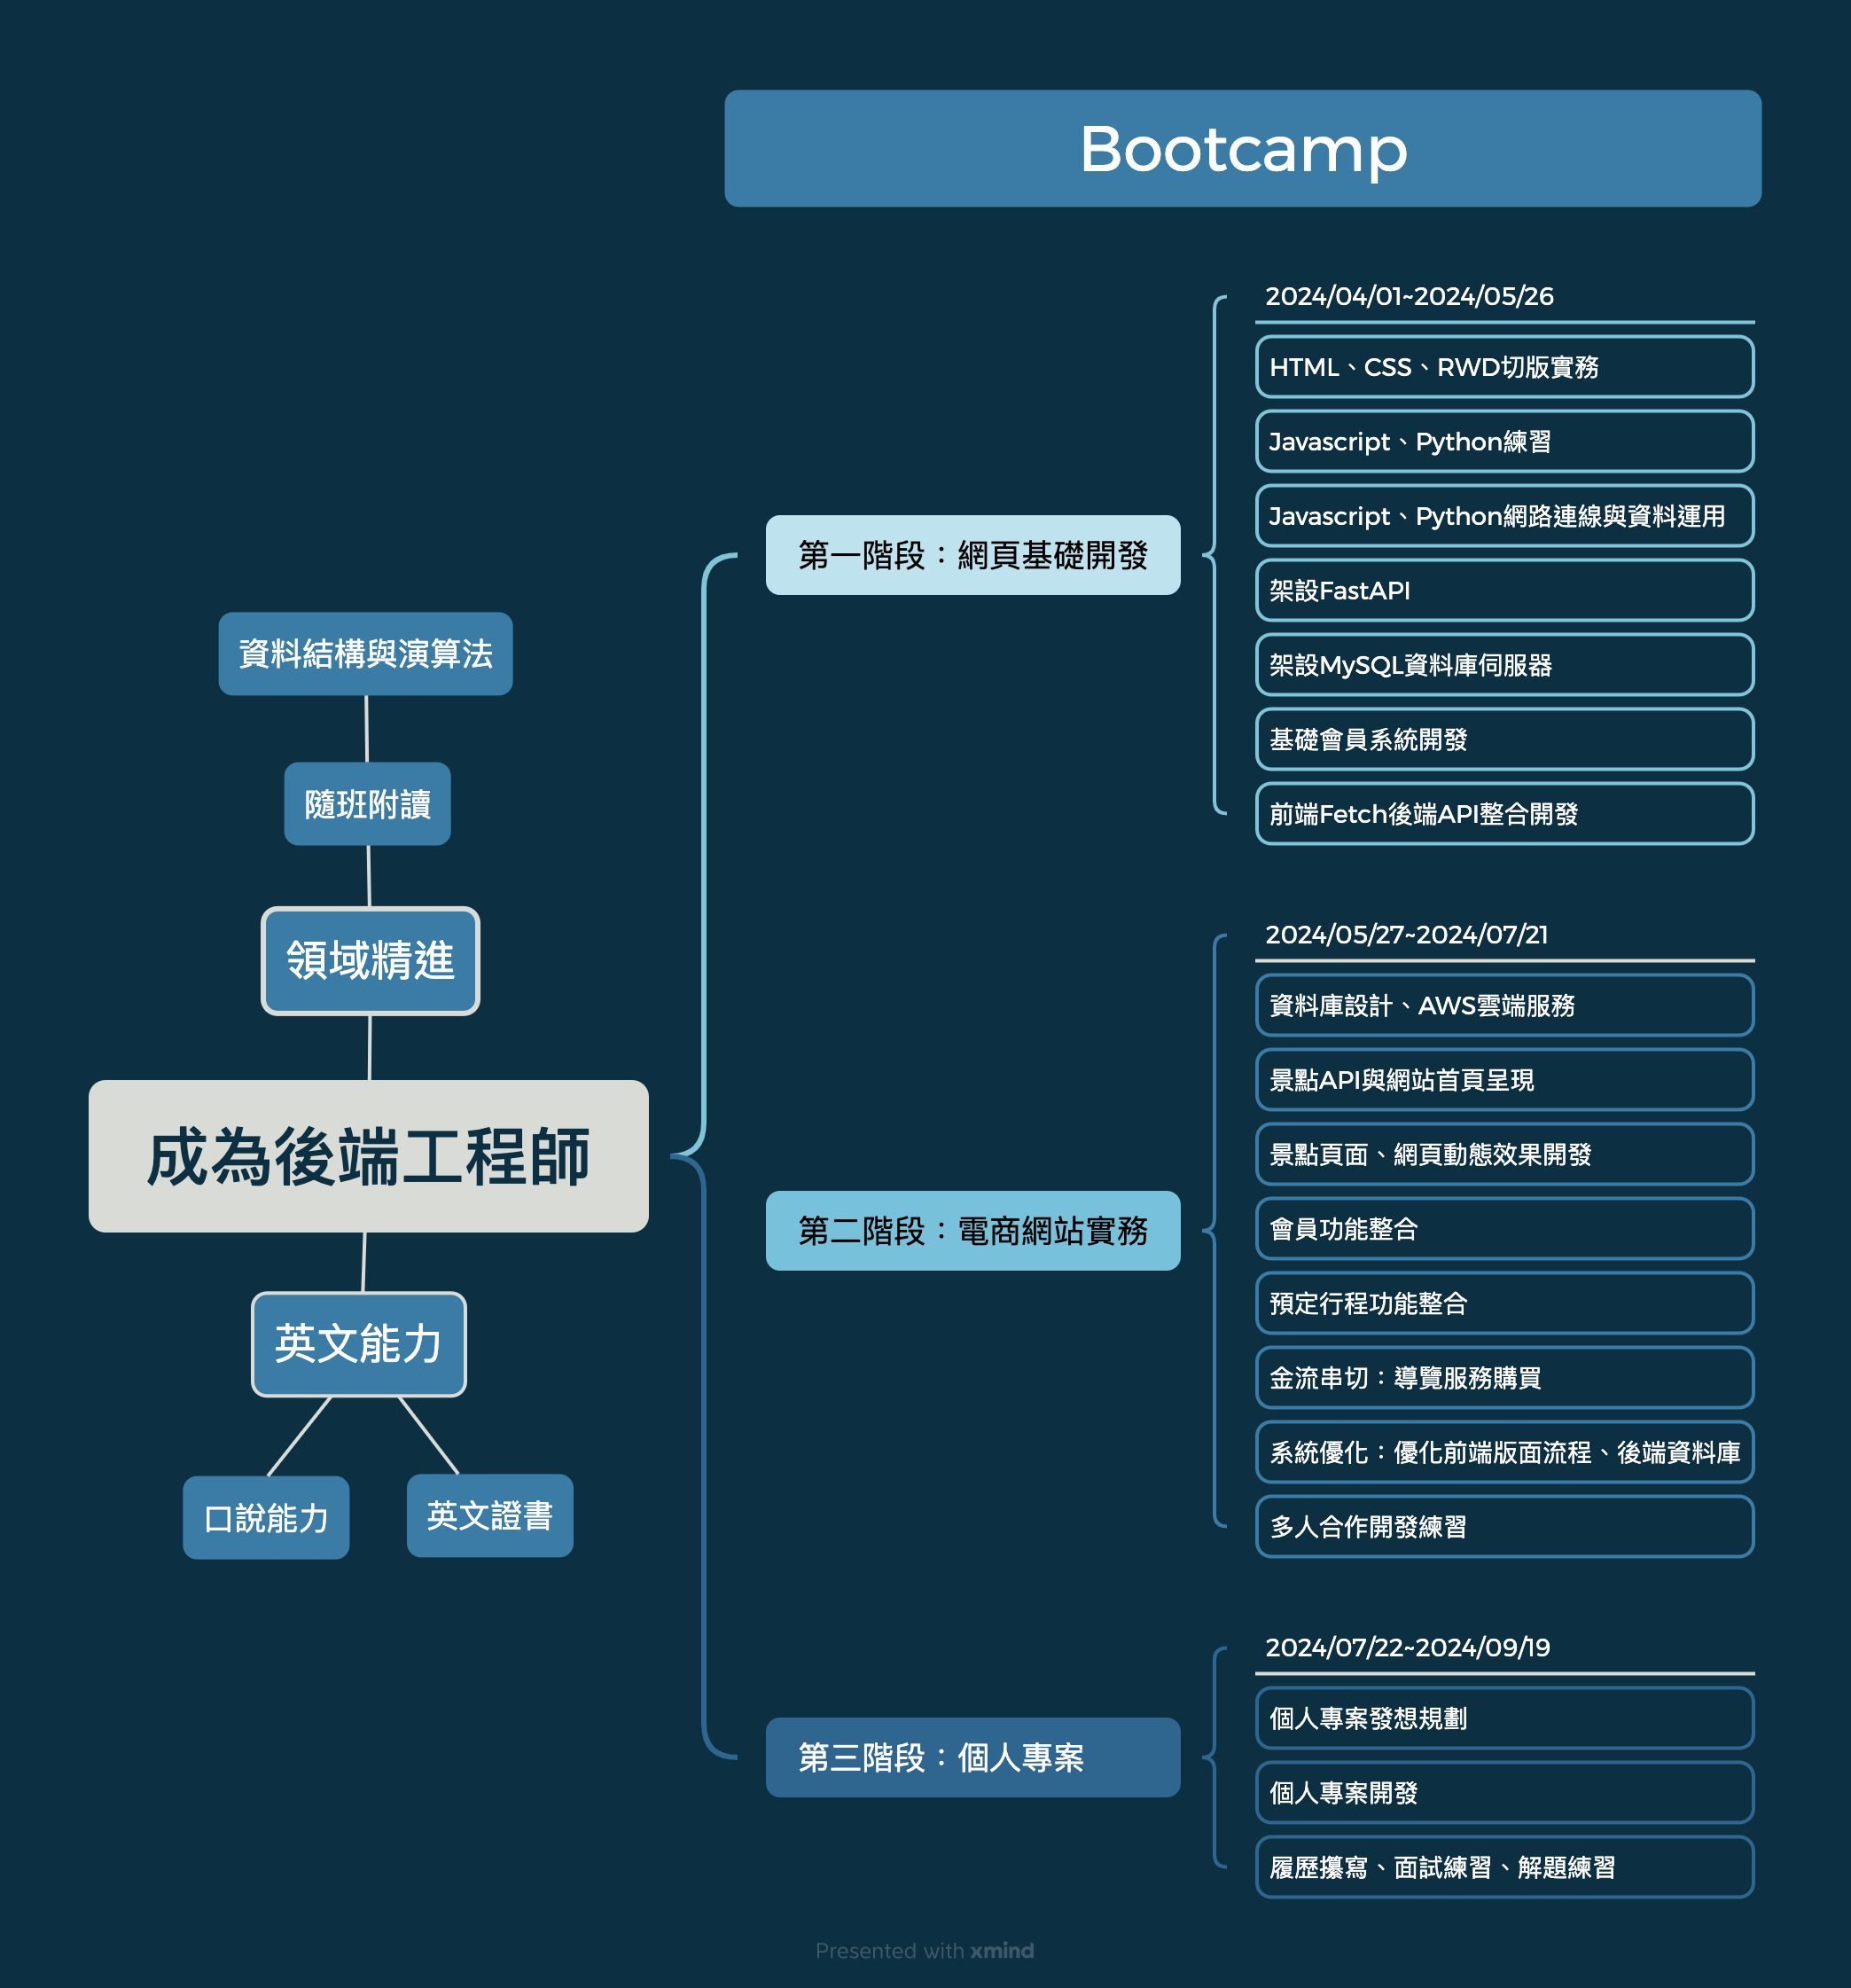 Bootcamp
資料結構與演算法
隨班附讀
領域精進
成為後端工程師
英文能力
口說能力
英文證書
第一階段：網頁基礎開發
2024/04/01~2024/05/26
HTML、CSS、RWD切版實務
Javascript、Python練習
Javascript、Python網路連線與資料運用
架設FastAPI
架設MySQL資料庫伺服器
基礎會員系統開發
前端Fetch後端API整合開發
第二階段：電商網站實務
2024/05/27~2024/07/21
資料庫設計、AWS雲端服務
景點API與網站首頁呈現
景點頁面、網頁動態效果開發
會員功能整合
預定行程功能整合
金流串切：導覽服務購買
系統優化：優化前端版面流程、後端資料庫
多人合作開發練習
第三階段：個人專案
2024/07/22~2024/09/19
個人專案發想規劃
個人專案開發
履歷攥寫、面試練習、解題練習
Presented with xmind